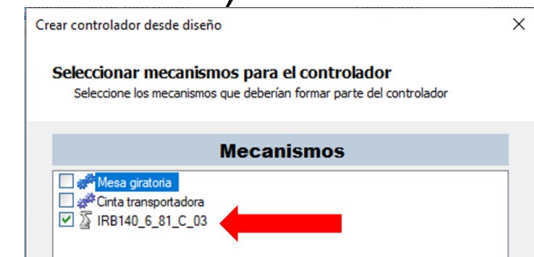 Crear controlador desde diseño
Seleccionar mecanismos para el controlador
Seleccione los mecanismos que deberían formar parte del controlador
Mecanismos
Mesa giratoria
Cinta transportadora
IRB140_6_81_C_03